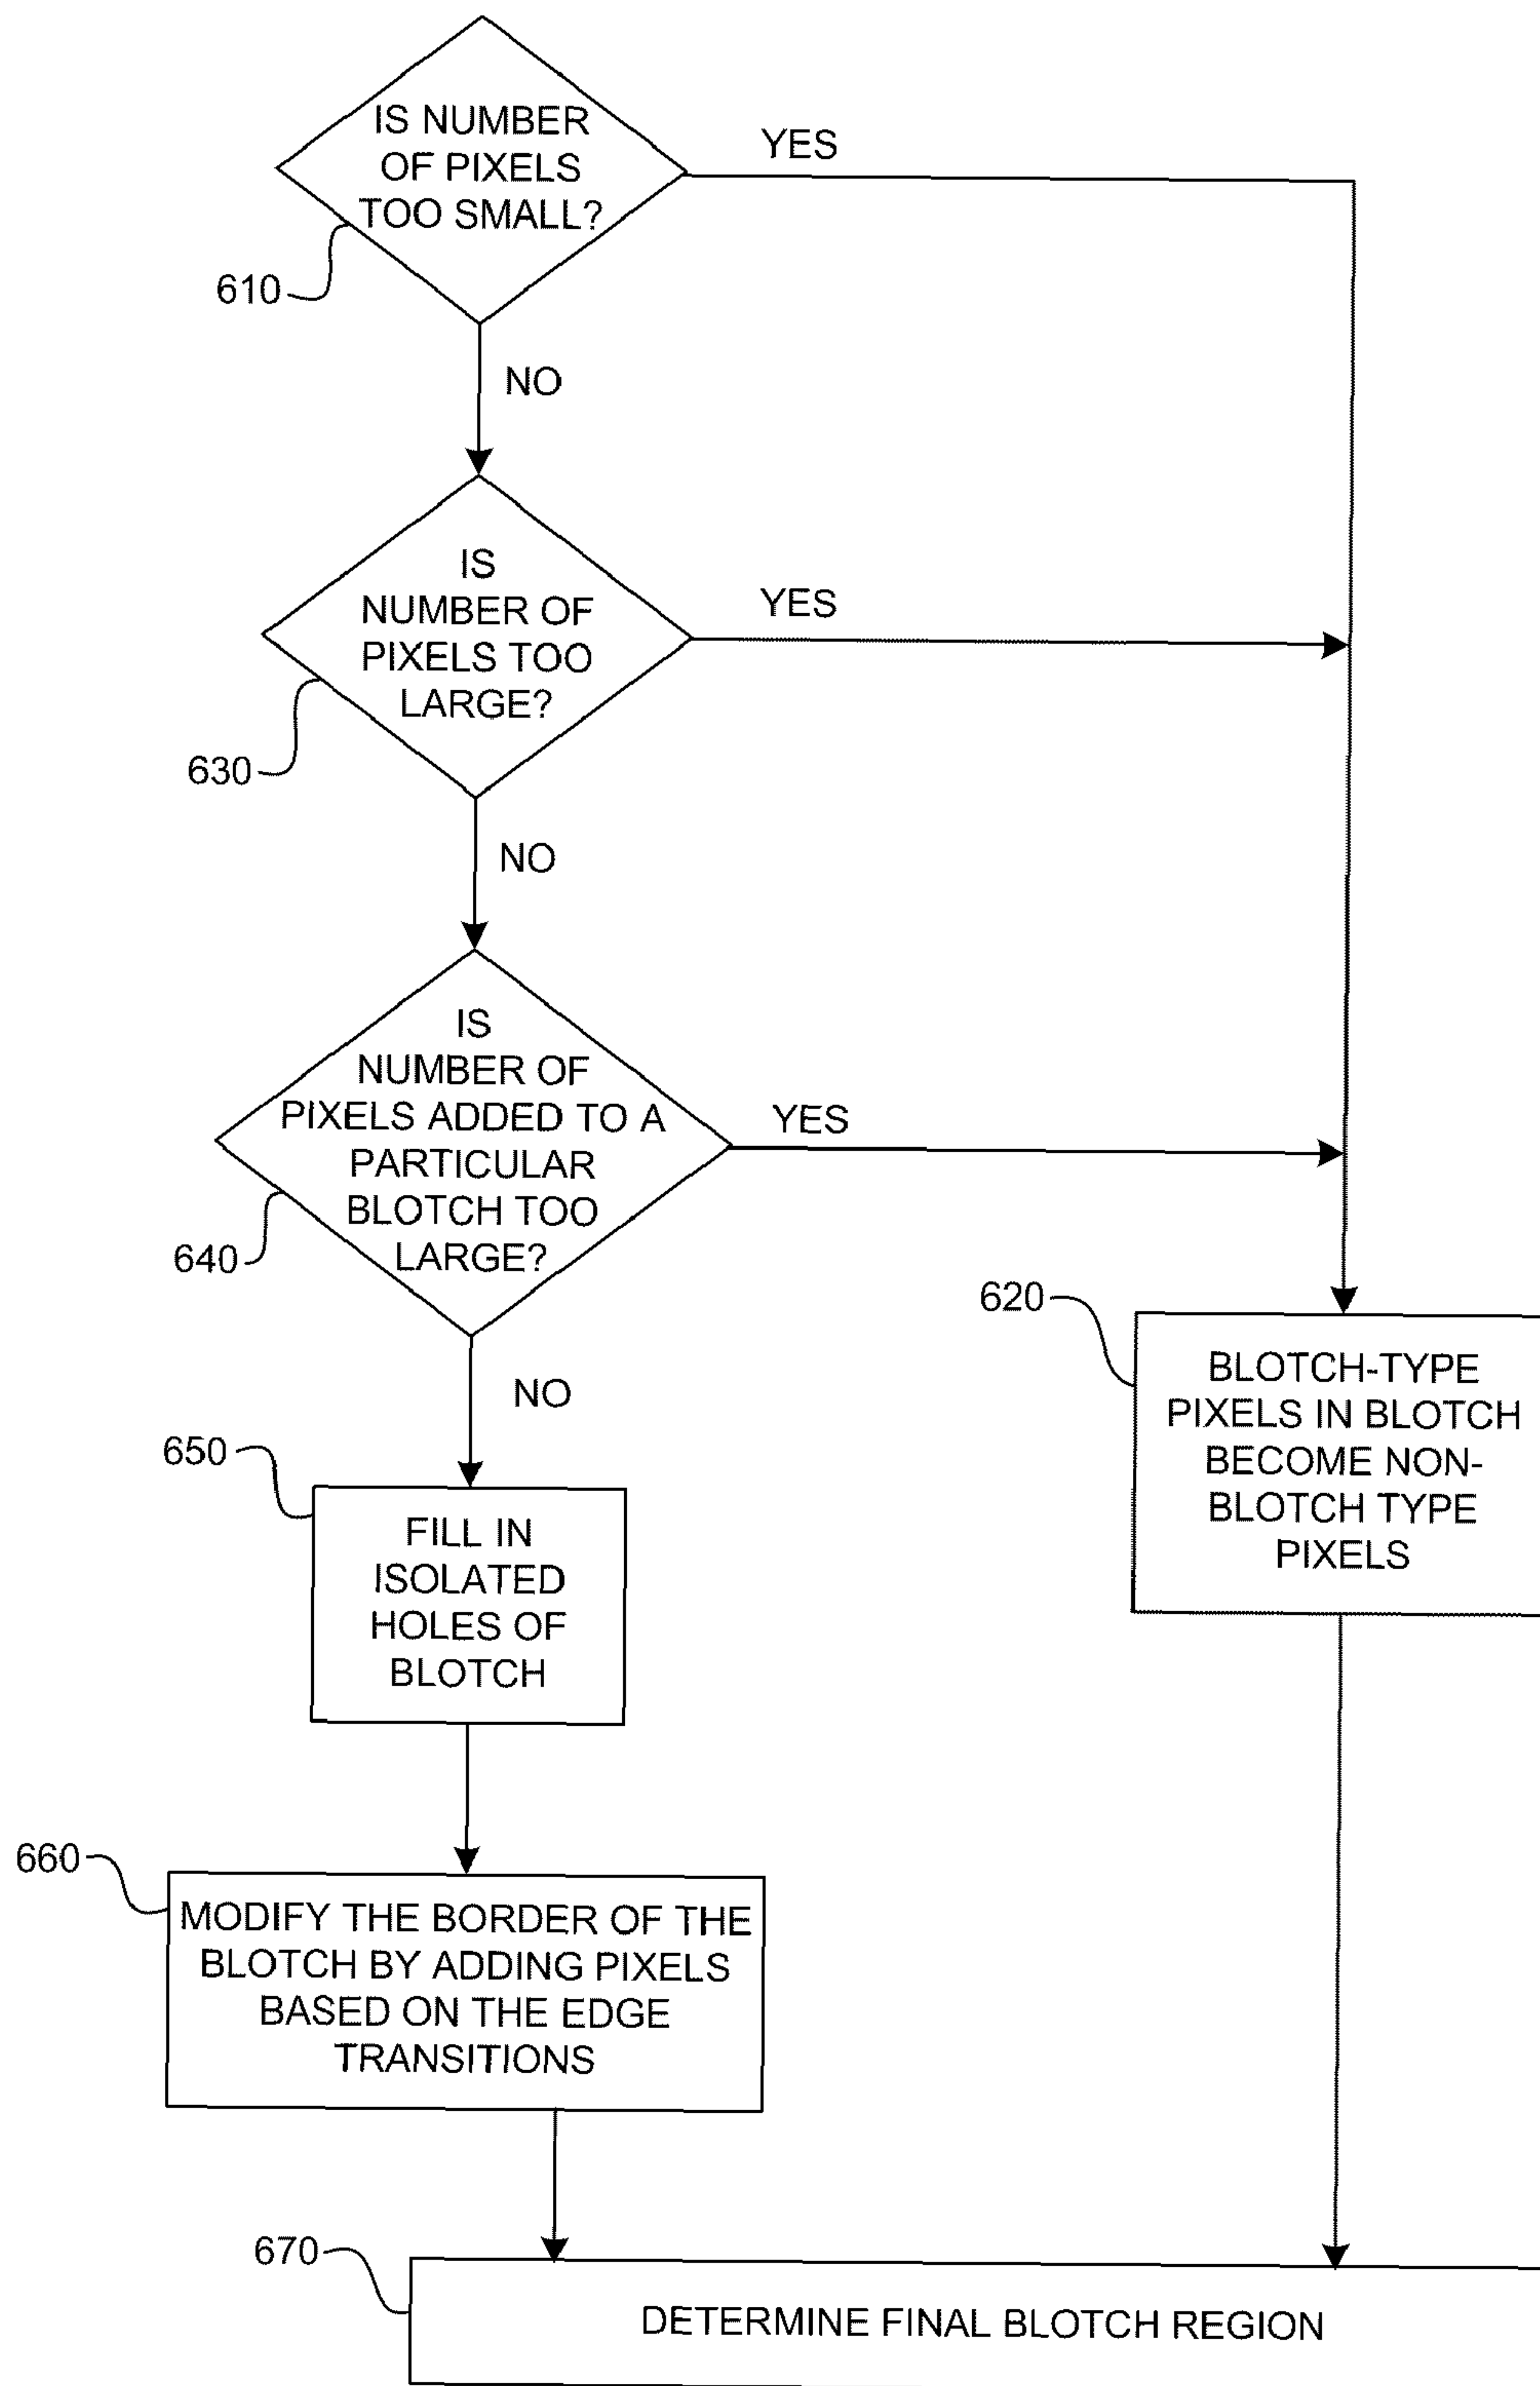 IS NUMBER
OF PIXELS
TOO SMALL?
YES
610
NO
IS
NUMBER OF
PIXELS TOO
LARGE?
YES
630
NO
IS
NUMBER OF
PIXELS ADDED TO A
PARTICULAR
BLOTCH TOO
LARGE?
YES
640
NO
620
BLOTCH-TYPE
PIXELS IN BLOTCH
BECOME NON-
BLOTCH TYPE
PIXELS
650
FILL IN
ISOLATED
HOLES OF
BLOTCH
660
MODIFY THE BORDER OF THE
BLOTCH BY ADDING PIXELS
BASED ON THE EDGE
TRANSITIONS
670
DETERMINE FINAL BLOTCH REGION